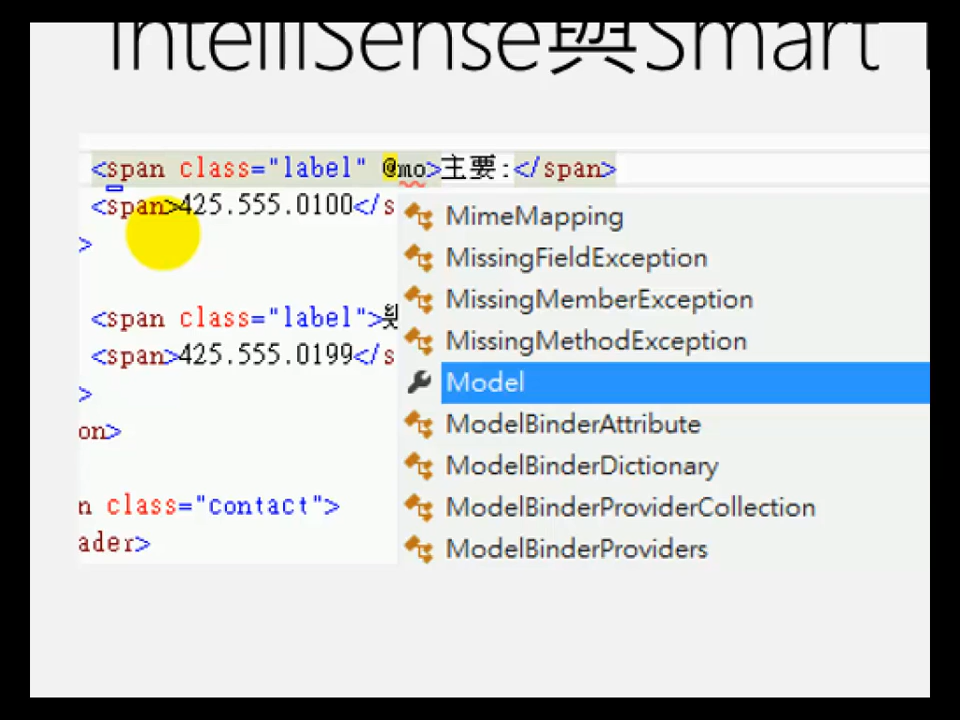 IntelliSense與Smart
<span class="label" @mo>主要:</span>
<span>425.555.0100</s
>
<span class="label">
<span>425.555.0199</s
>
on>
n class="contact">
ader>
MimeMapping
MissingFieldException
MissingMemberException
MissingMethodException
Model
ModelBinderAttribute
ModelBinderDictionary
ModelBinderProviderCollection
ModelBinderProviders